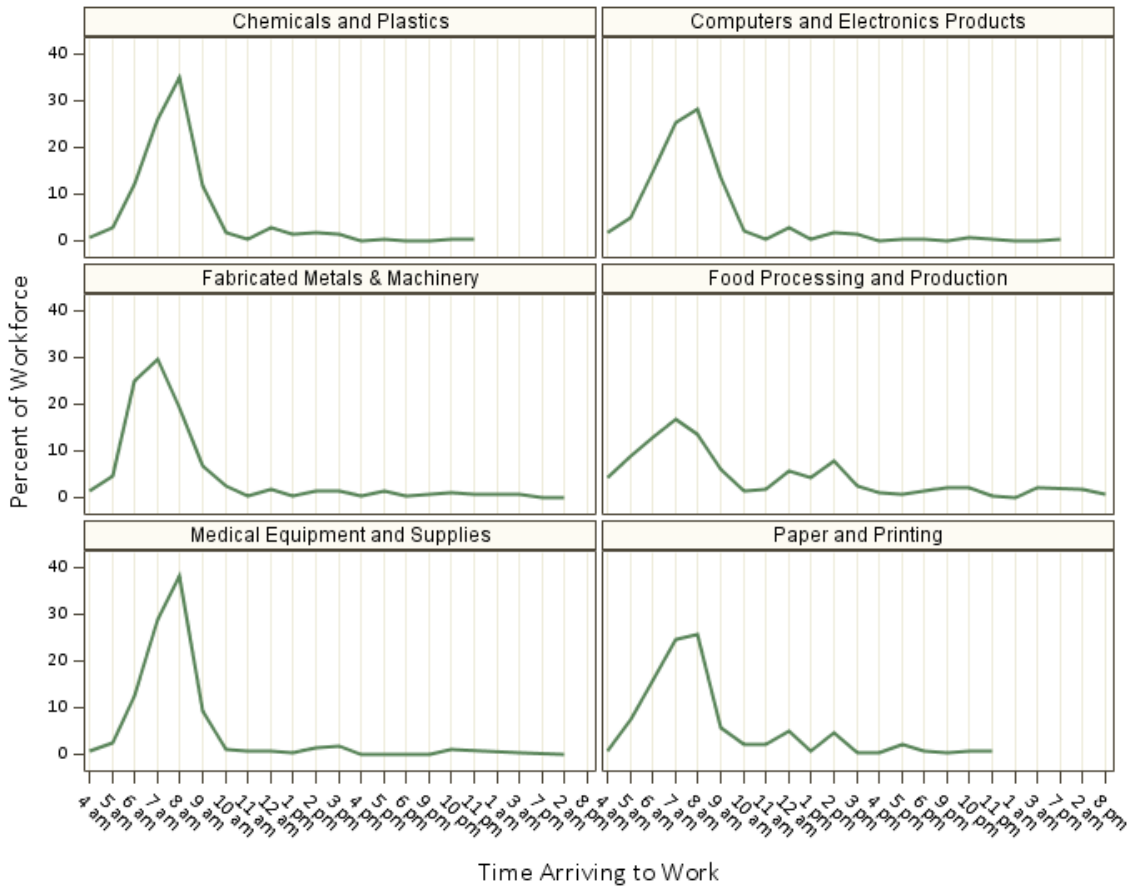 Chemicals and Plastics
Computers and Electronics Products
40
30
20
10
0
Fabricated Metals & Machinery
Food Processing and Production
40
30
20
10
0
Medical Equipment and Supplies
Paper and Printing
40
30
20
10
0
Percent of Workforce
4 am
5 am
6 am
7 am
8 am
9 am
10 am
11 am
12 am
1 pm
2 pm
3 pm
4 pm
5 pm
6 pm
9 pm
10 pm
11 pm
1 am
3 am
7 pm
2 am
8 pm
4 am
5 am
6 am
7 am
8 am
9 am
10 am
11 am
12 am
1 pm
2 pm
3 pm
4 pm
5 pm
6 pm
9 pm
10 pm
11 pm
1 am
3 am
7 pm
2 am
8 pm
Time Arriving to Work